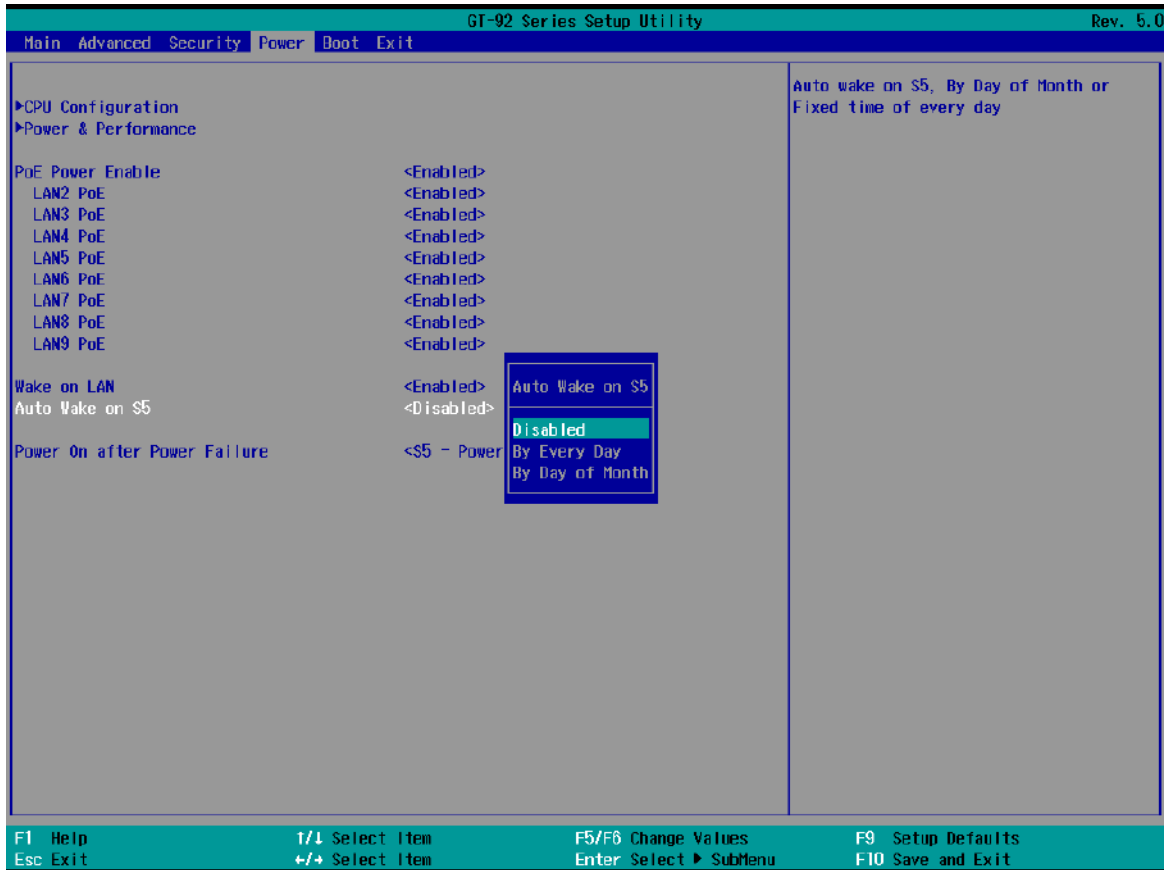 GT-92 Series Setup Utility Rev. 5.0
Main Advanced Security Power Boot Exit
Auto wake on S5, By Day of Month or
Fixed time of every day
▶CPU Configuration
▶Power & Performance
PoE Power Enable <Enabled>
LAN2 PoE <Enabled>
LAN3 PoE <Enabled>
LAN4 PoE <Enabled>
LAN5 PoE <Enabled>
LAN6 PoE <Enabled>
LAN7 PoE <Enabled>
LAN8 PoE <Enabled>
LAN9 PoE <Enabled>
Wake on LAN <Enabled>
Auto Wake on S5 <Disabled>
Power On after Power Failure <S5 - Power
Auto Wake on S5
Disabled
By Every Day
By Day of Month
F1 Help ↑/↓ Select Item F5/F6 Change Values F9 Setup Defaults
Esc Exit ←/→ Select Item Enter Select ▶ SubMenu F10 Save and Exit